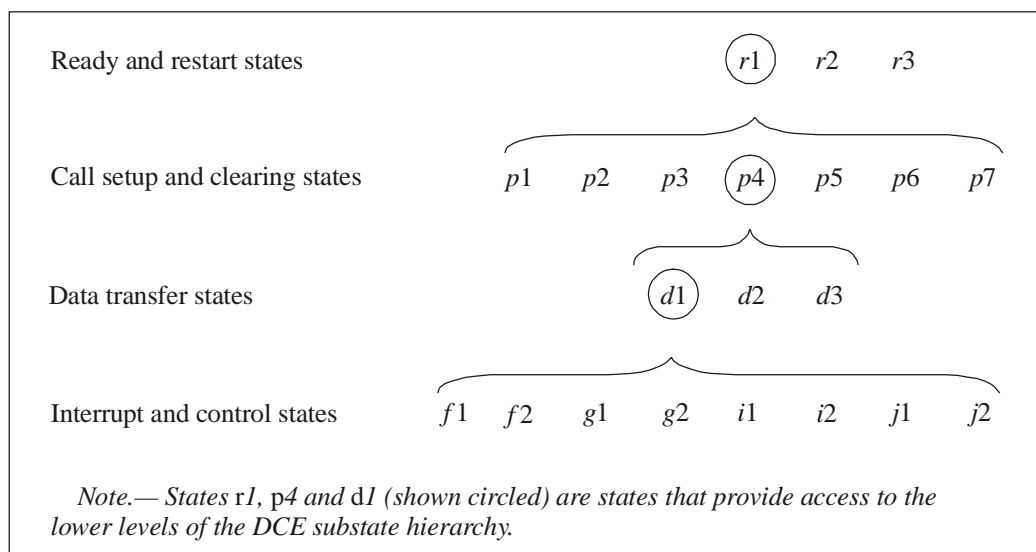 Ready and restart states r1 r2 r3
Call setup and clearing states p1 p2 p3 p4 p5 p6 p7
Data transfer states d1 d2 d3
Interrupt and control states f1 f2 g1 g2 i1 i2 j1 j2
Note.— States r1, p4 and d1 (shown circled) are states that provide access to the
lower levels of the DCE substate hierarchy.